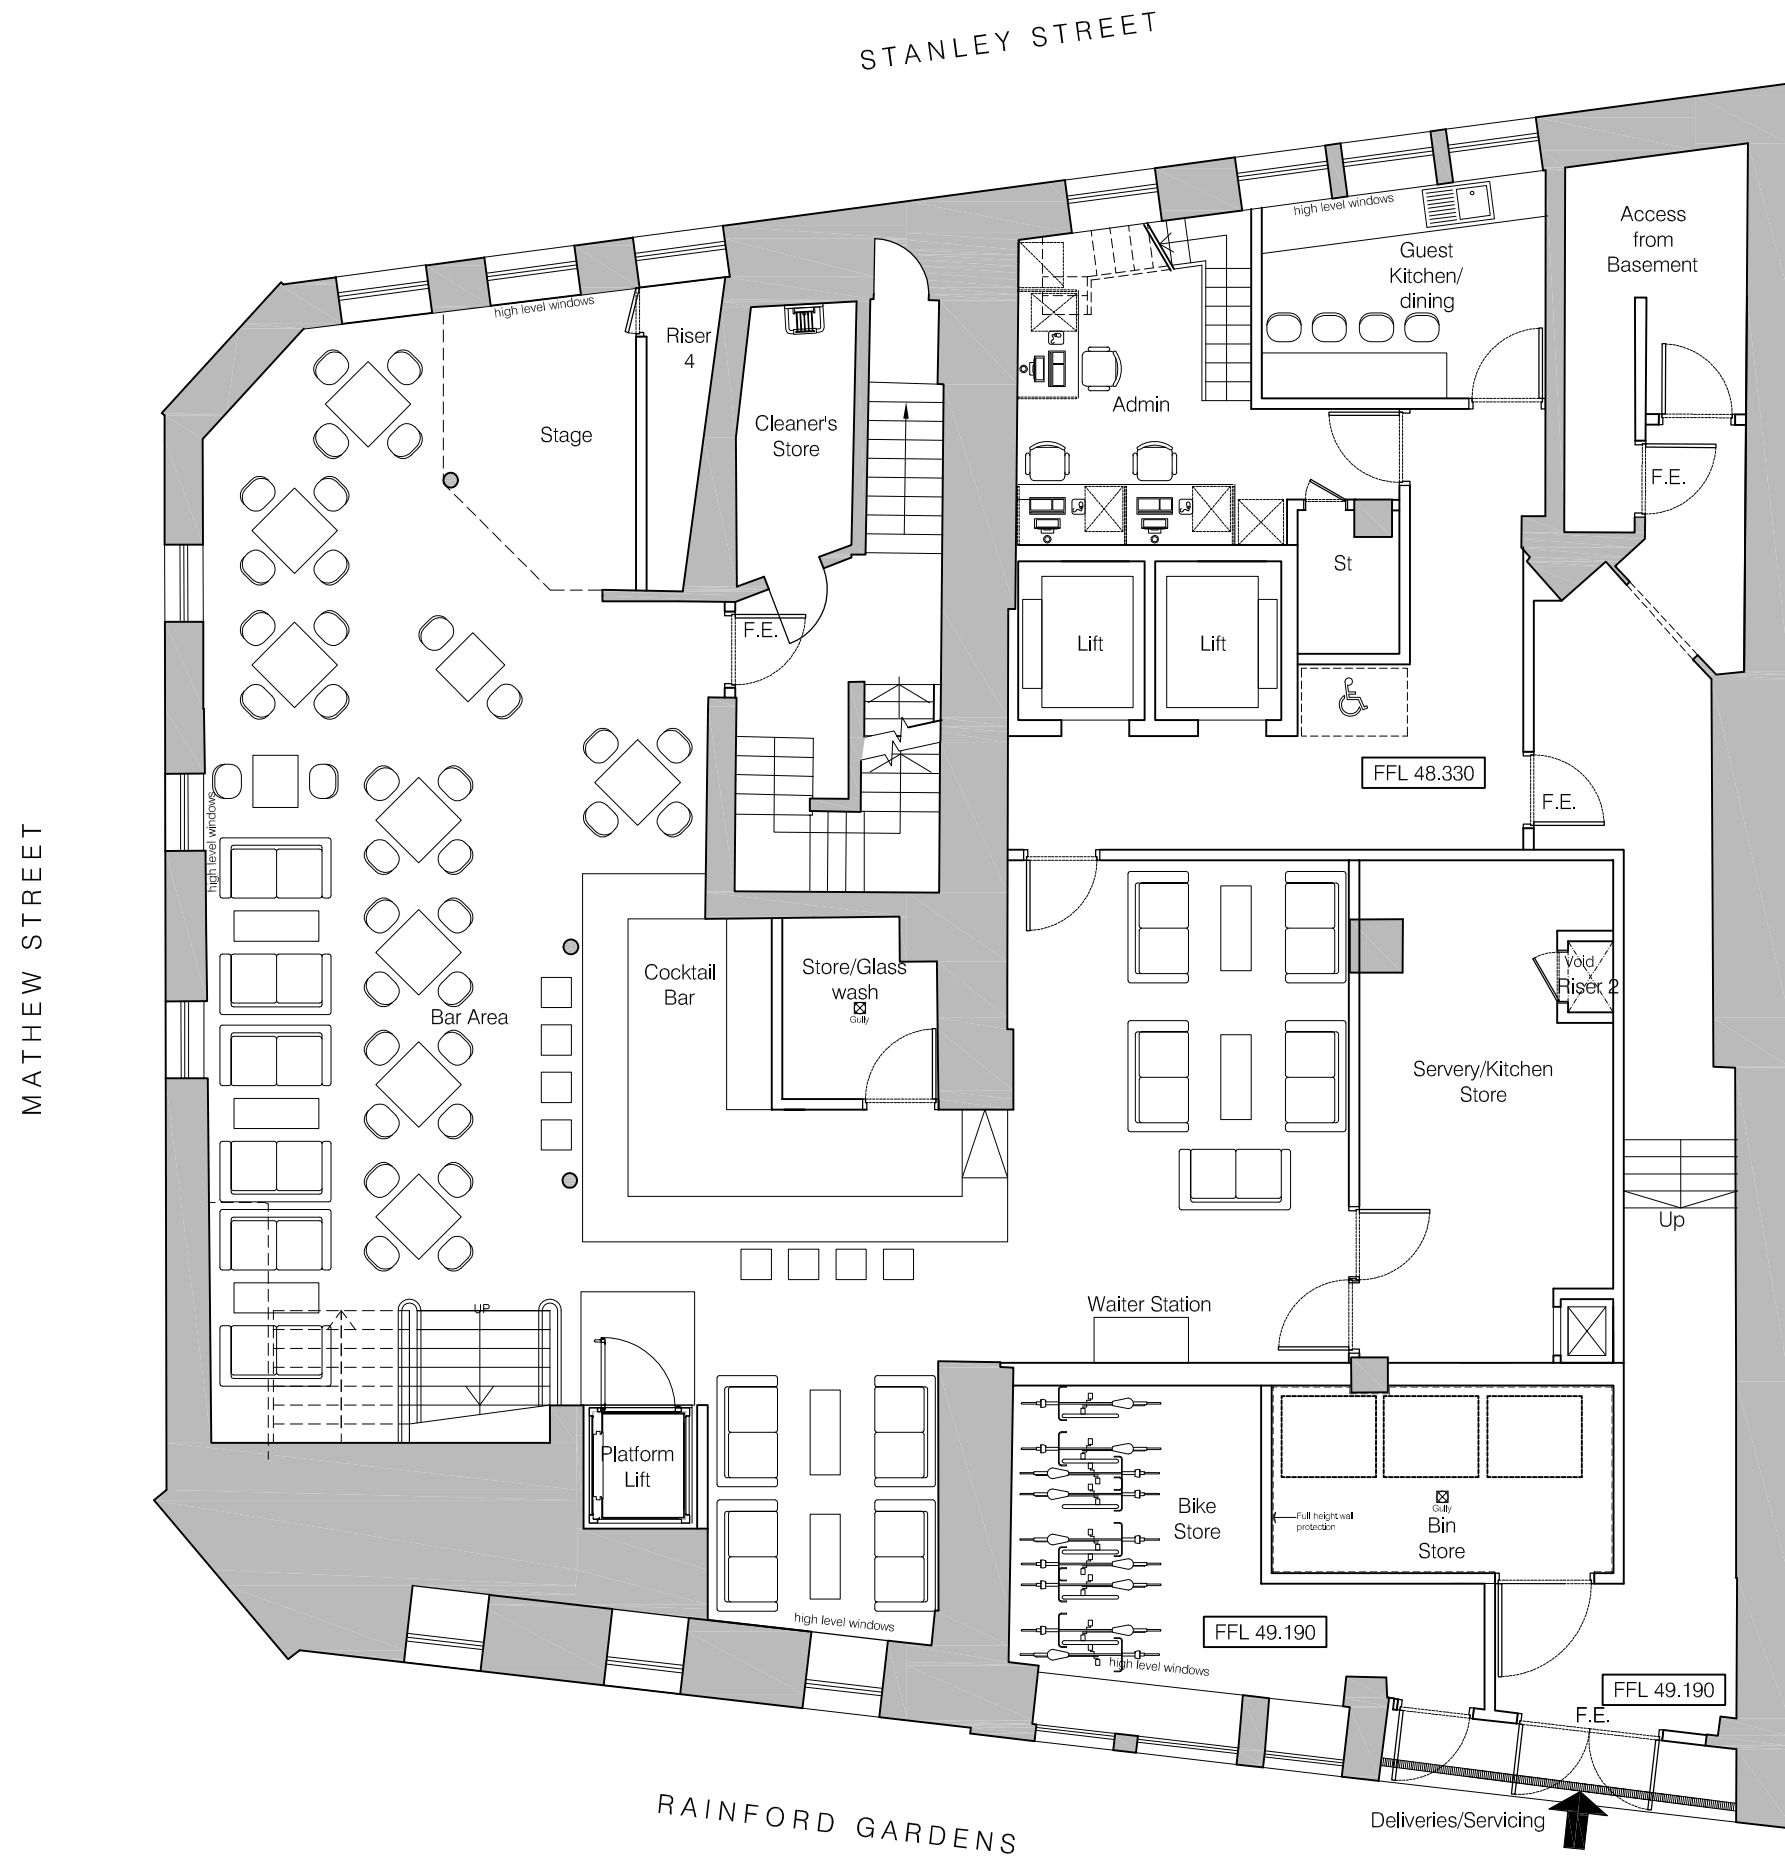 STANLEY STREET
high level windows
Access
from
Basement
Guest
Kitchen/
dining
high level windows
Riser
4
Stage
Cleaner's
Store
Admin
F.E.
St
F.E.
Lift
Lift
FFL 48.330
F.E.
high level windows
MATHEW STREET
Cocktail
Bar
Store/Glass
wash
Gully
Bar Area
Void
Riser 2
Servery/Kitchen
Store
Up
UP
Waiter Station
Platform
Lift
Bike
Store
Gully
Full height wall
protection
Bin
Store
high level windows
FFL 49.190
high level windows
FFL 49.190
F.E.
Deliveries/Servicing
RAINFORD GARDENS